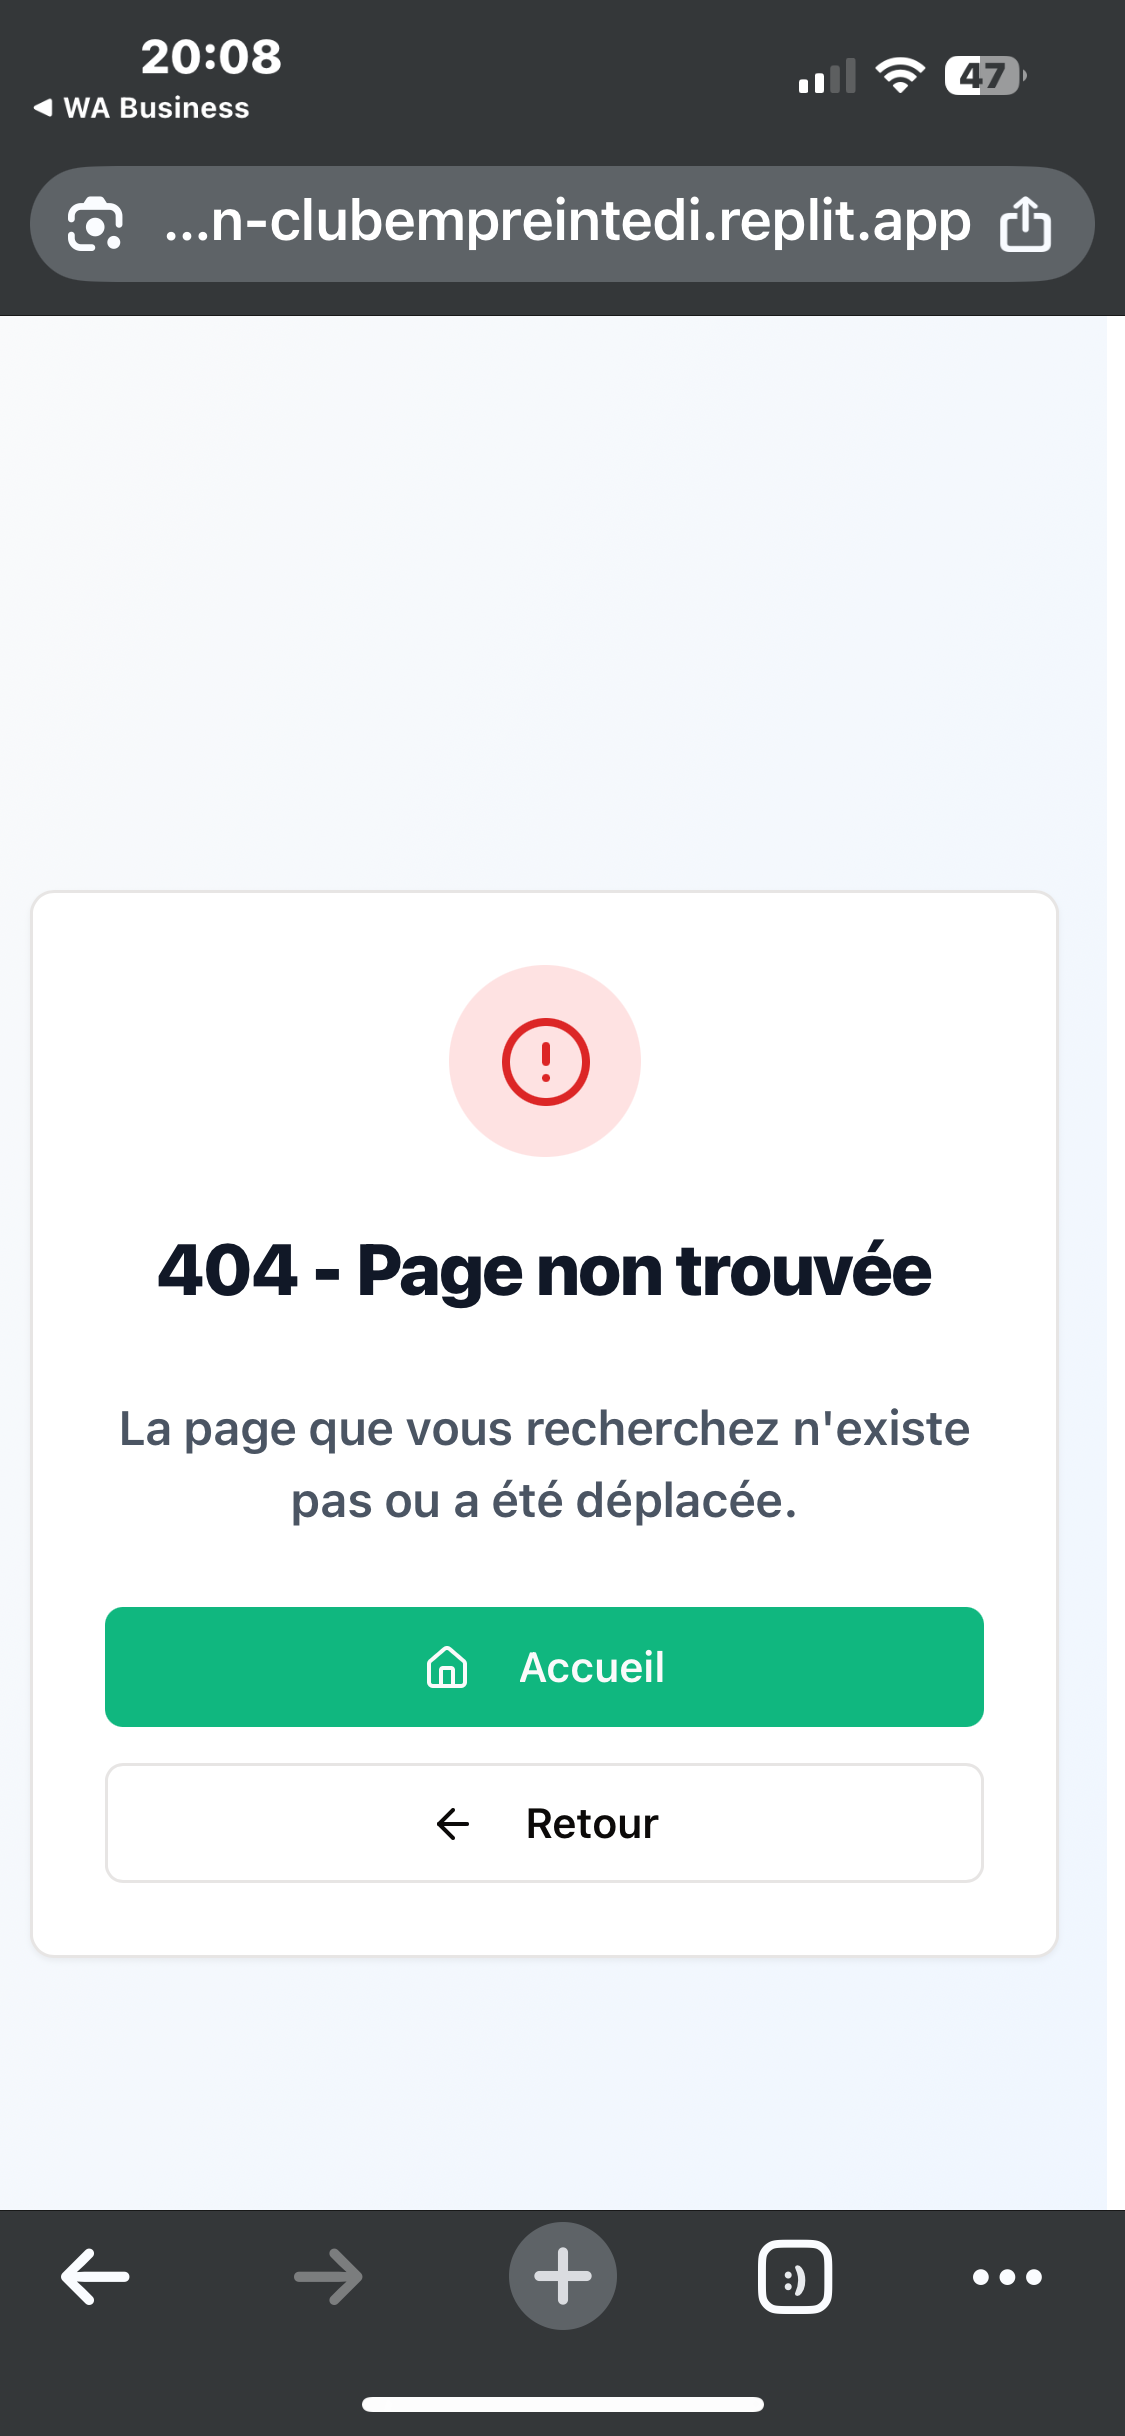 20:08
47
◀ WA Business
...n-clubempreintedi.replit.app
404 - Page non trouvée
La page que vous recherchez n'existe
pas ou a été déplacée.
Accueil
Retour
:)